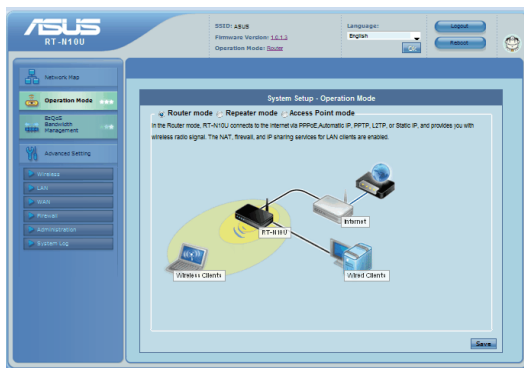 ASUS
RT-N10U
SSID: ASUS
Firmware Version: 1.0.1.3
Operation Mode: Router
Language:
English
OK
Logout
Reboot
Network Map
Operation Mode
EzQoS
Bandwidth
Management
Advanced Setting
Wireless
LAN
WAN
Firewall
Administration
System Log
System Setup - Operation Mode
Router mode Repeater mode Access Point mode
In the Router mode, RT-N10U connects to the Internet via PPPoE,Automatic IP, PPTP, L2TP, or Static IP, and provides you with
wireless radio signal. The NAT, firewall, and IP sharing services for LAN clients are enabled.
Internet
RT-N10U
Wireless Clients
Wired Clients
Save